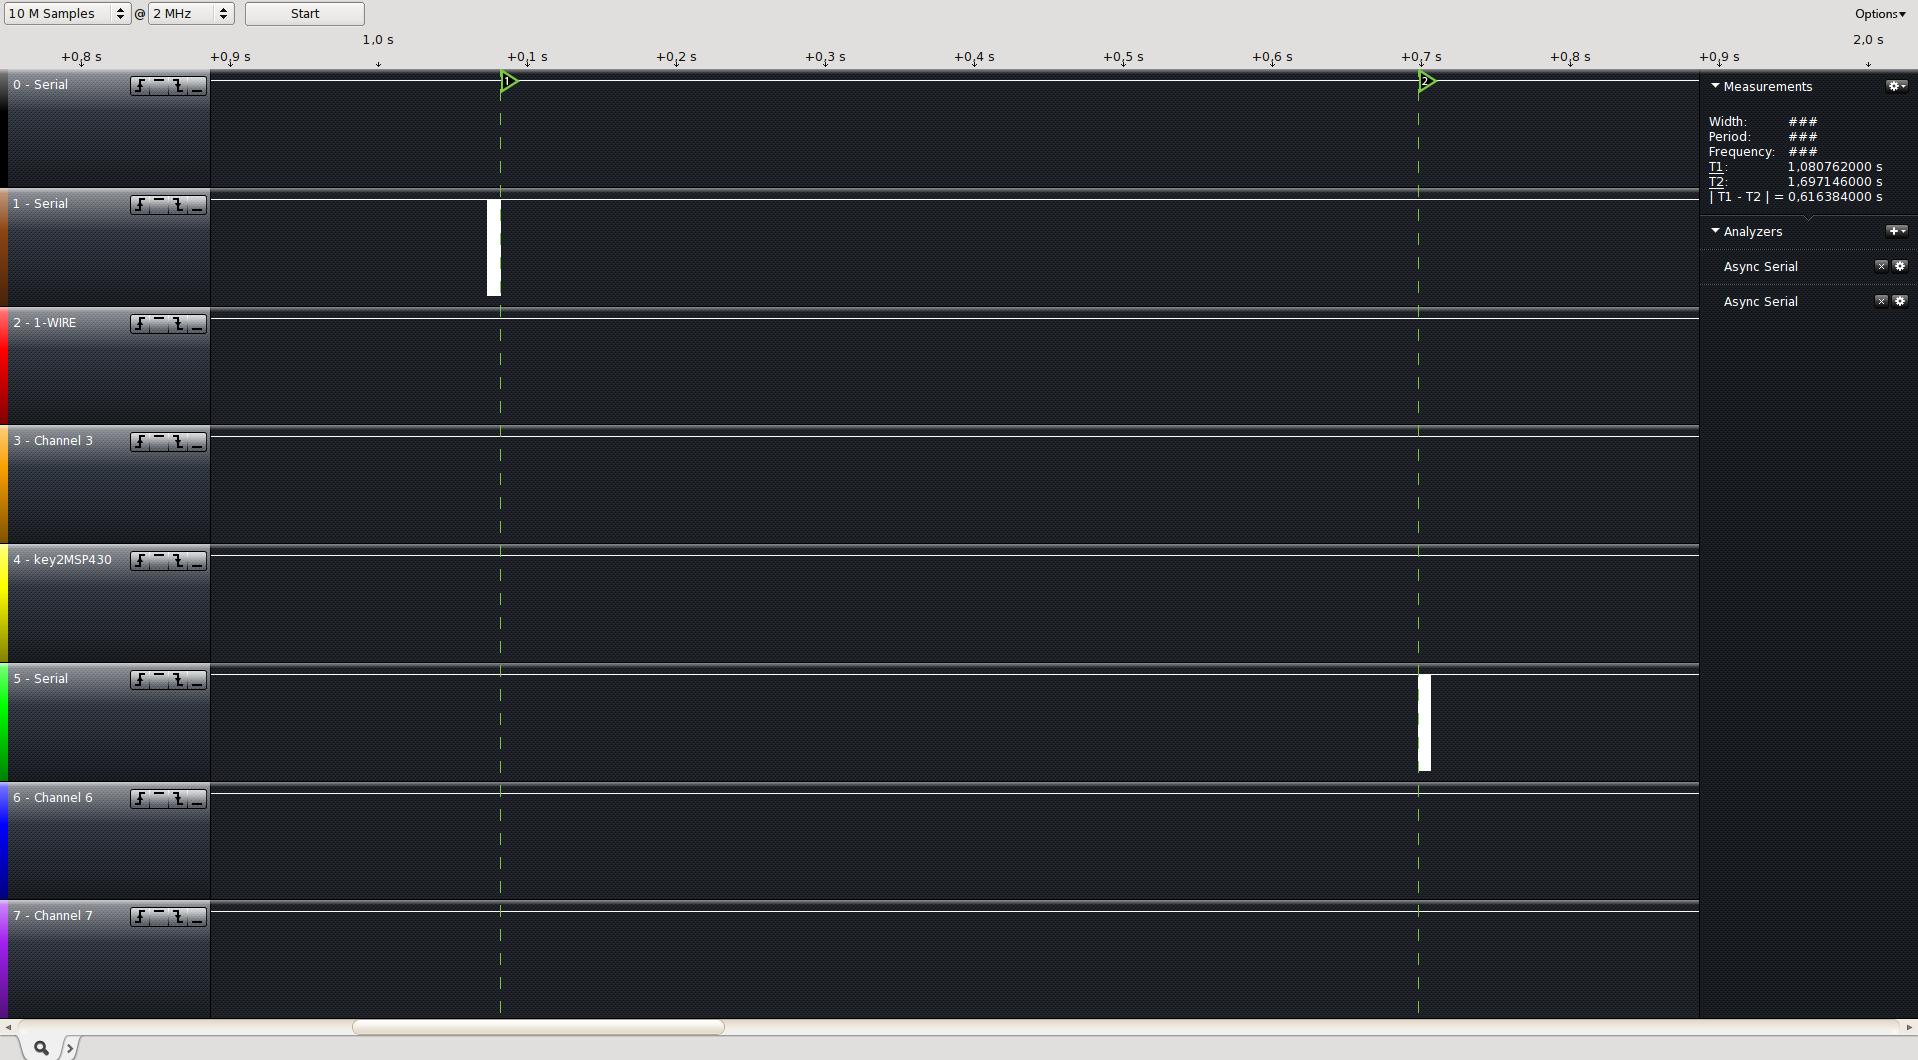 10 M Samples @ 2 MHz Start Options
1,0 s 2,0 s
+0,8 s +0,9 s +0,1 s +0,2 s +0,3 s +0,4 s +0,5 s +0,6 s +0,7 s +0,8 s +0,9 s
0 - Serial
1
2
1 - Serial
2 - 1-WIRE
3 - Channel 3
4 - key2MSP430
5 - Serial
6 - Channel 6
7 - Channel 7
Measurements
Width: ###
Period: ###
Frequency: ###
T1: 1,080762000 s
T2: 1,697146000 s
| T1 - T2 | = 0,616384000 s
Analyzers
Async Serial
Async Serial